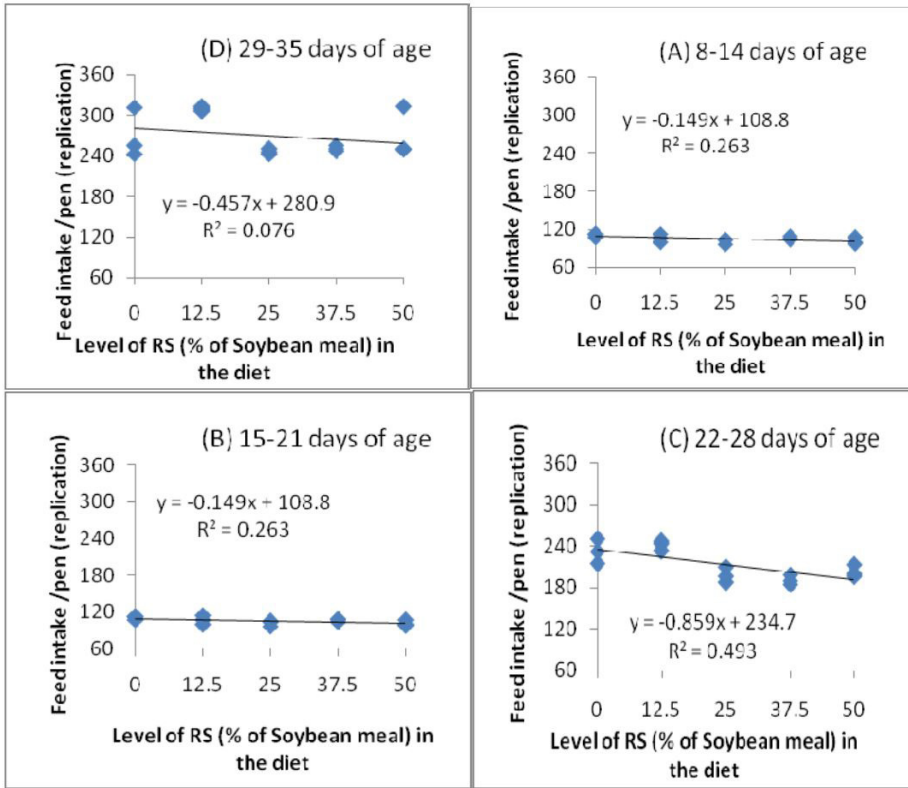 (D) 29-35 days of age
Feed intake /pen (replication)
360
300
240
180
120
60
y = -0.457x + 280.9
R² = 0.076
0 12.5 25 37.5 50
Level of RS (% of Soybean meal) in
the diet
(A) 8-14 days of age
Feed intake /pen (replication)
360
300
240
180
120
60
y = -0.149x + 108.8
R² = 0.263
0 12.5 25 37.5 50
Level of RS (% of Soybean meal) in
the diet
(B) 15-21 days of age
Feed intake /pen (replication)
360
300
240
180
120
60
y = -0.149x + 108.8
R² = 0.263
0 12.5 25 37.5 50
Level of RS (% of Soybean meal) in
the diet
(C) 22-28 days of age
Feed intake /pen (replication)
360
300
240
180
120
60
y = -0.859x + 234.7
R² = 0.493
0 12.5 25 37.5 50
Level of RS (% of Soybean meal) in
the diet